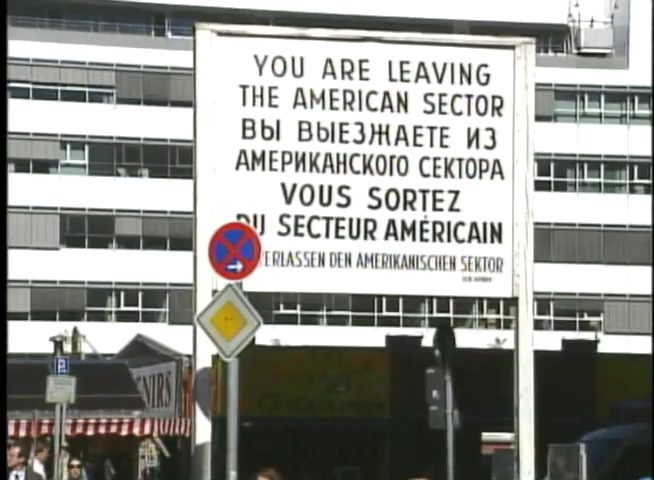 YOU ARE LEAVING
THE AMERICAN SECTOR
ВЫ ВЫЕЗЖАЕТЕ ИЗ
АМЕРИКАНСКОГО СЕКТОРА
VOUS SORTEZ
DU SECTEUR AMÉRICAIN
VERLASSEN DEN AMERIKANISCHEN SEKTOR
P